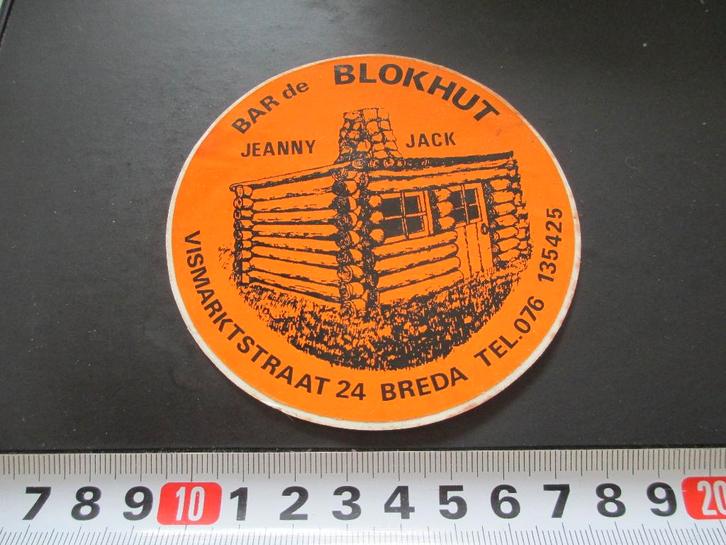 BAR de BLOKHUT
JEANNY JACK
VISMARKTSTRAAT 24 BREDA TEL. 076 135425
7 8 9 10 1 2 3 4 5 6 7 8 9 20